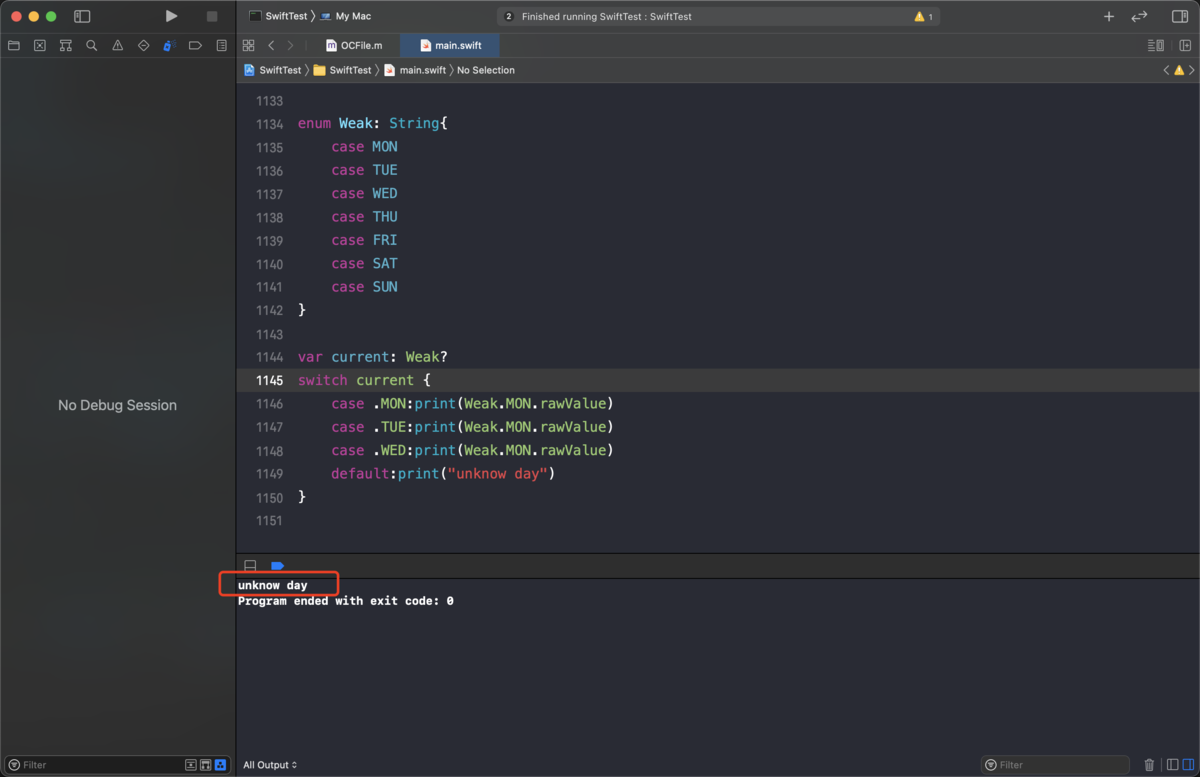 SwiftTest 〉 My Mac
2 Finished running SwiftTest : SwiftTest
1
OCFile.m
main.swift
SwiftTest 〉 SwiftTest 〉 main.swift 〉 No Selection
1133
1134 enum Weak: String{
1135     case MON
1136     case TUE
1137     case WED
1138     case THU
1139     case FRI
1140     case SAT
1141     case SUN
1142 }
1143
1144 var current: Weak?
1145 switch current {
1146     case .MON:print(Weak.MON.rawValue)
1147     case .TUE:print(Weak.MON.rawValue)
1148     case .WED:print(Weak.MON.rawValue)
1149     default:print("unknow day")
1150 }
1151
No Debug Session
unknow day
Program ended with exit code: 0
Filter
All Output
Filter